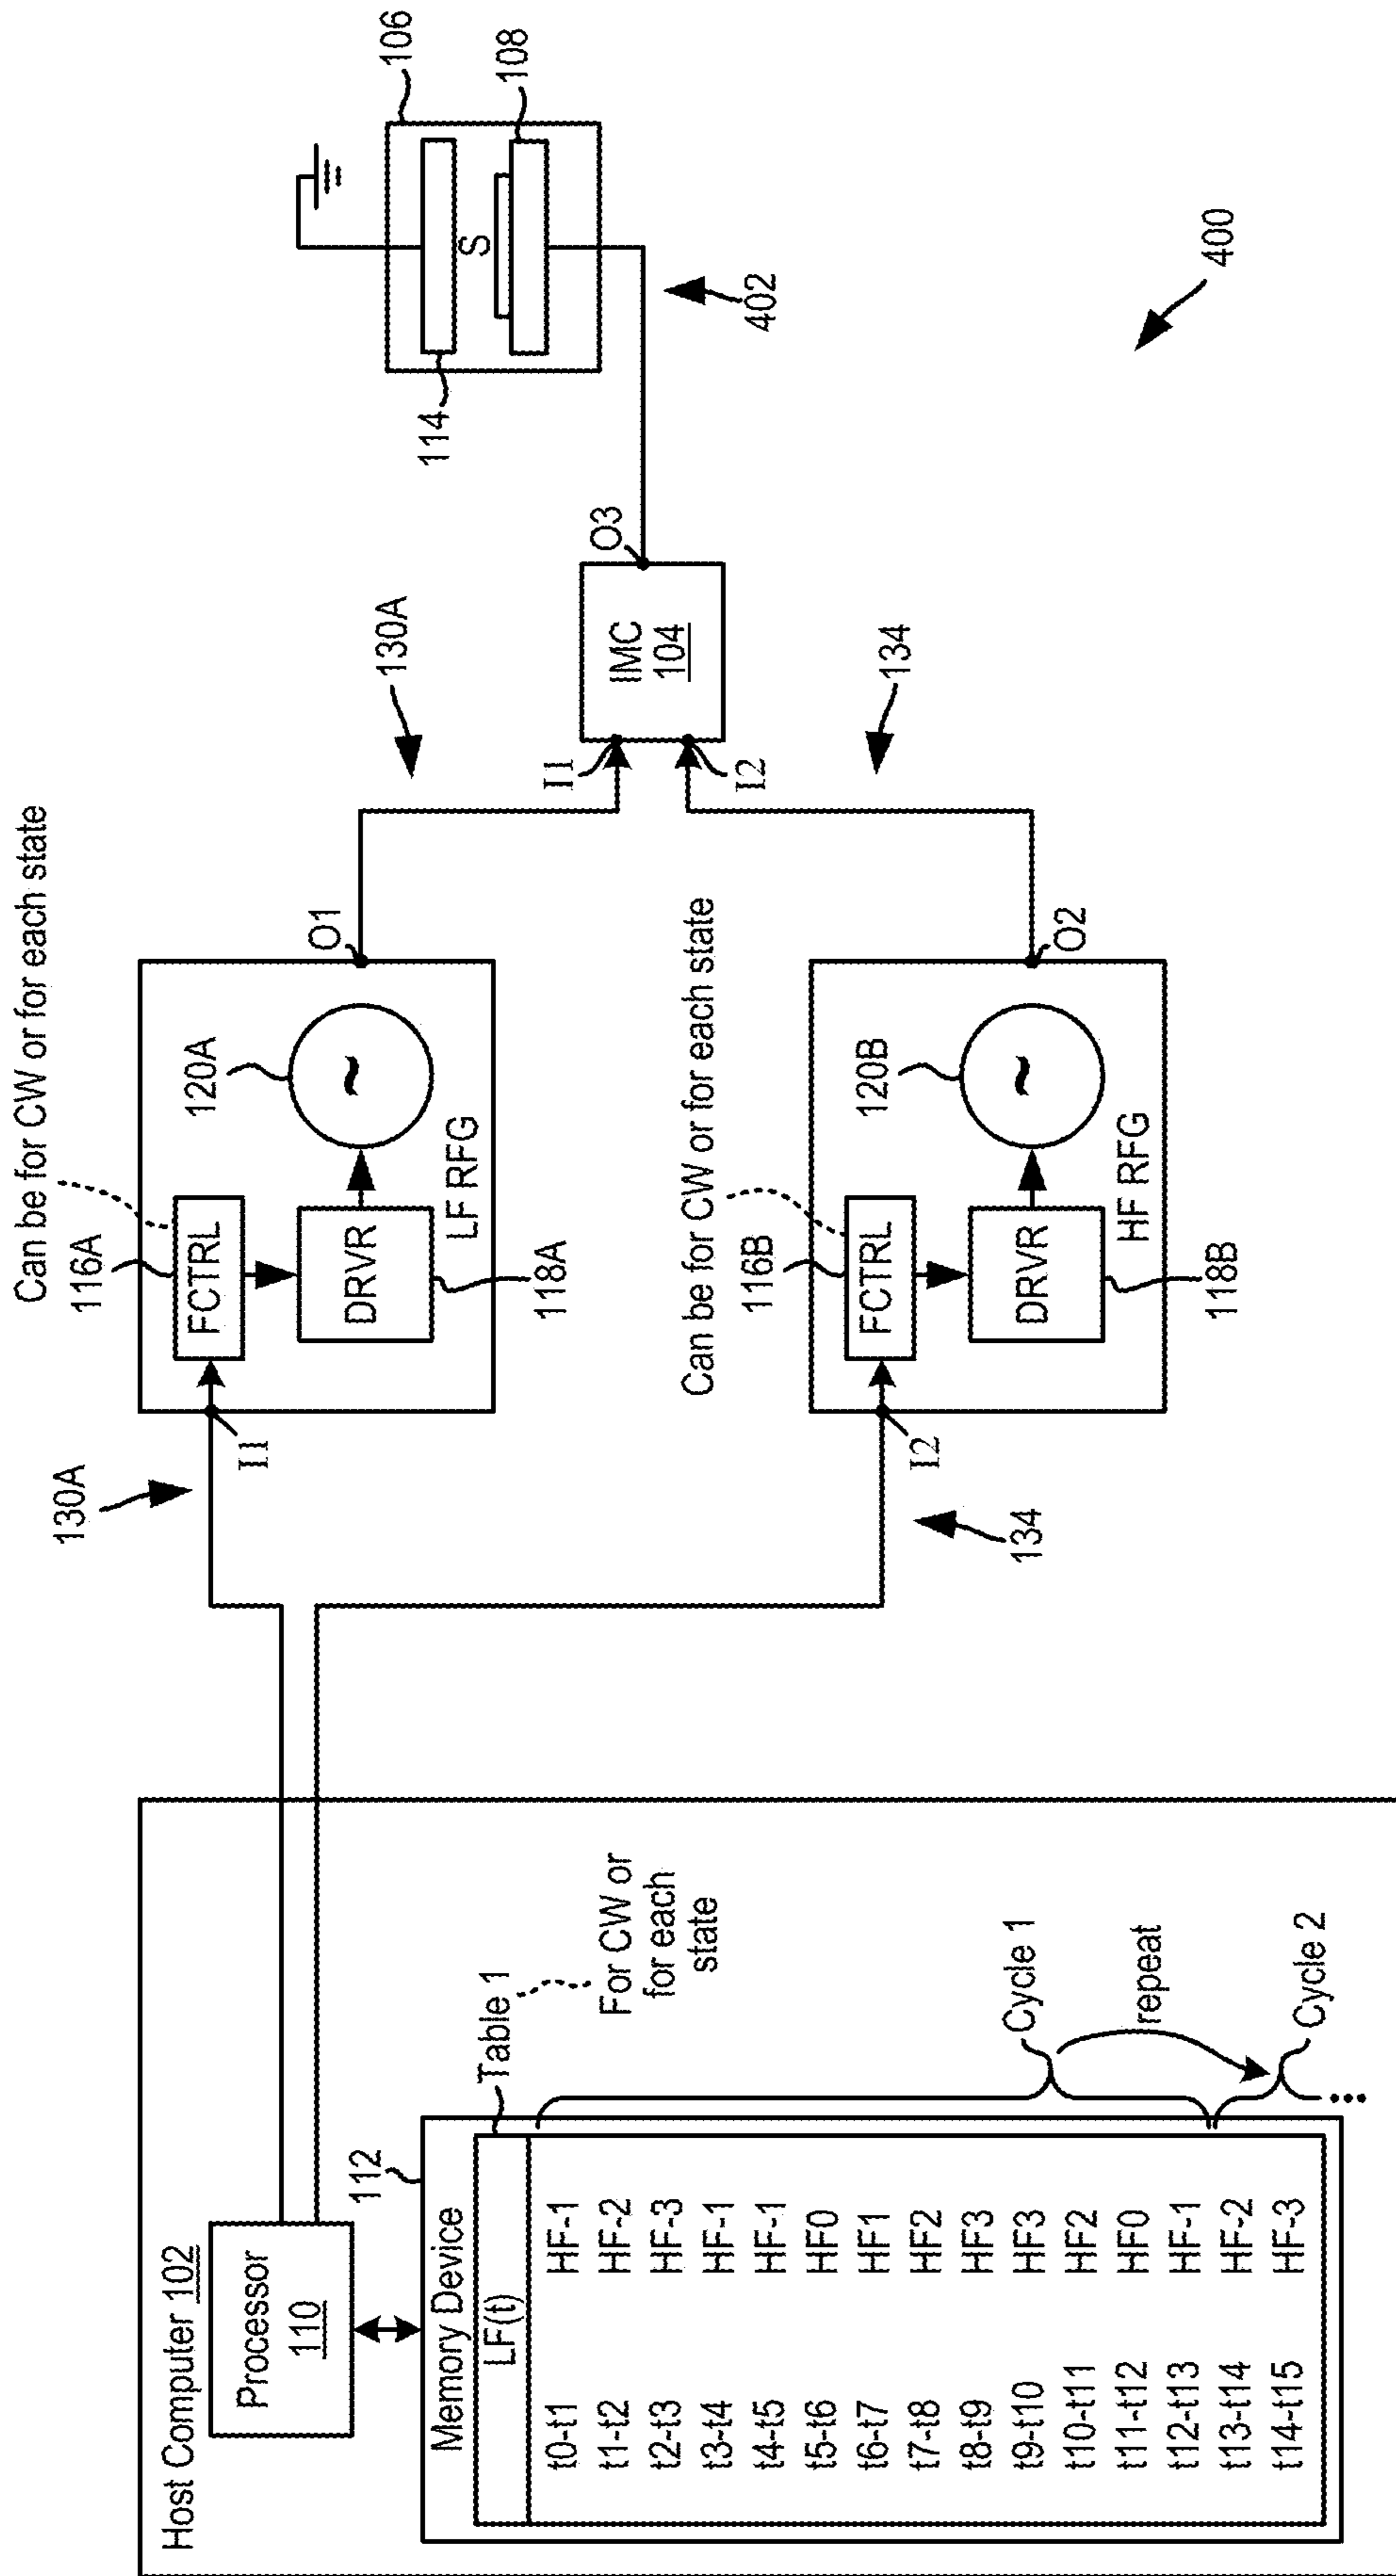 Host Computer 102
Processor
110
112
Memory Device
LF(t)
Table 1
For CW or
for each
state
t0-t1 HF-1
t1-t2 HF-2
t2-t3 HF-3
t3-t4 HF-1
t4-t5 HF-1
t5-t6 HF0
t6-t7 HF1
t7-t8 HF2
t8-t9 HF3
t9-t10 HF3
t10-t11 HF2
t11-t12 HF0
t12-t13 HF-1
t13-t14 HF-2
t14-t15 HF-3
Cycle 1
repeat
Cycle 2
130A
I1
Can be for CW or for each state
116A
FCTRL
120A
~
DRVR
LF RFG
118A
O1
130A
134
I2
Can be for CW or for each state
116B
FCTRL
120B
~
DRVR
HF RFG
118B
O2
134
I1
I2
IMC
104
O3
106
114
S
108
402
400